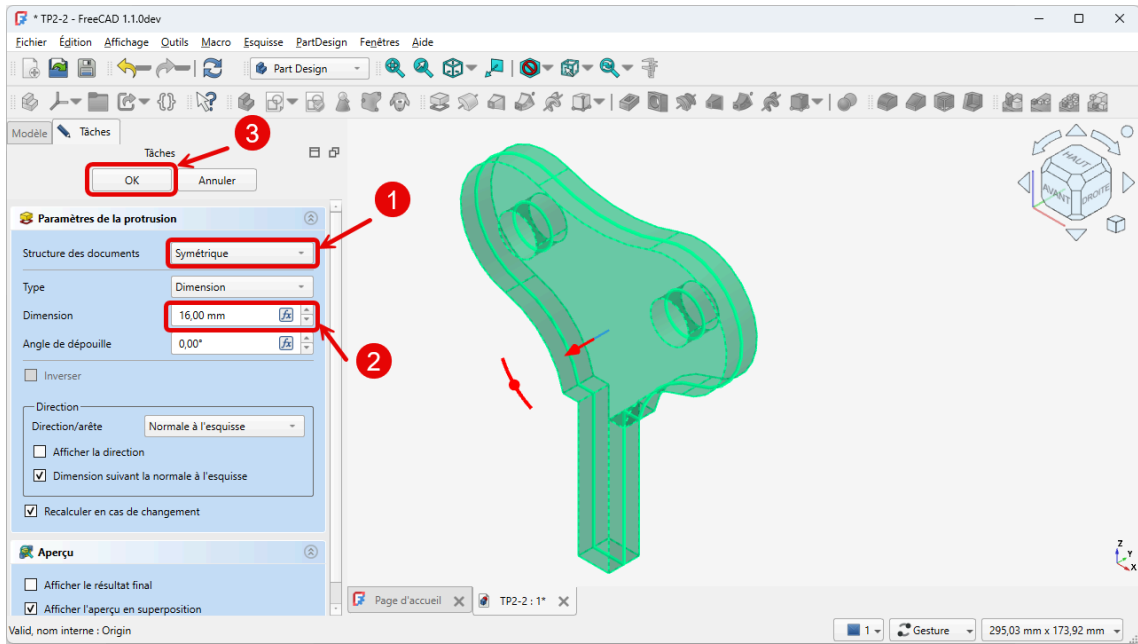 * TP2-2 - FreeCAD 1.1.0dev
Fichier Édition Affichage Outils Macro Esquisse PartDesign Fenêtres Aide
Part Design
Modèle Tâches
3
Tâches
OK Annuler
1
Paramètres de la protrusion
Structure des documents Symétrique
Type Dimension
Dimension 16,00 mm
Angle de dépouille 0,00°
2
Inverser
Direction
Direction/arête Normale à l'esquisse
Afficher la direction
Dimension suivant la normale à l'esquisse
Recalculer en cas de changement
Aperçu
Afficher le résultat final
Afficher l'aperçu en superposition
HAUT
AVANT
DROITE
Z
Y
X
Page d'accueil TP2-2 : 1*
Valid, nom interne : Origin
1 Gesture 295,03 mm x 173,92 mm